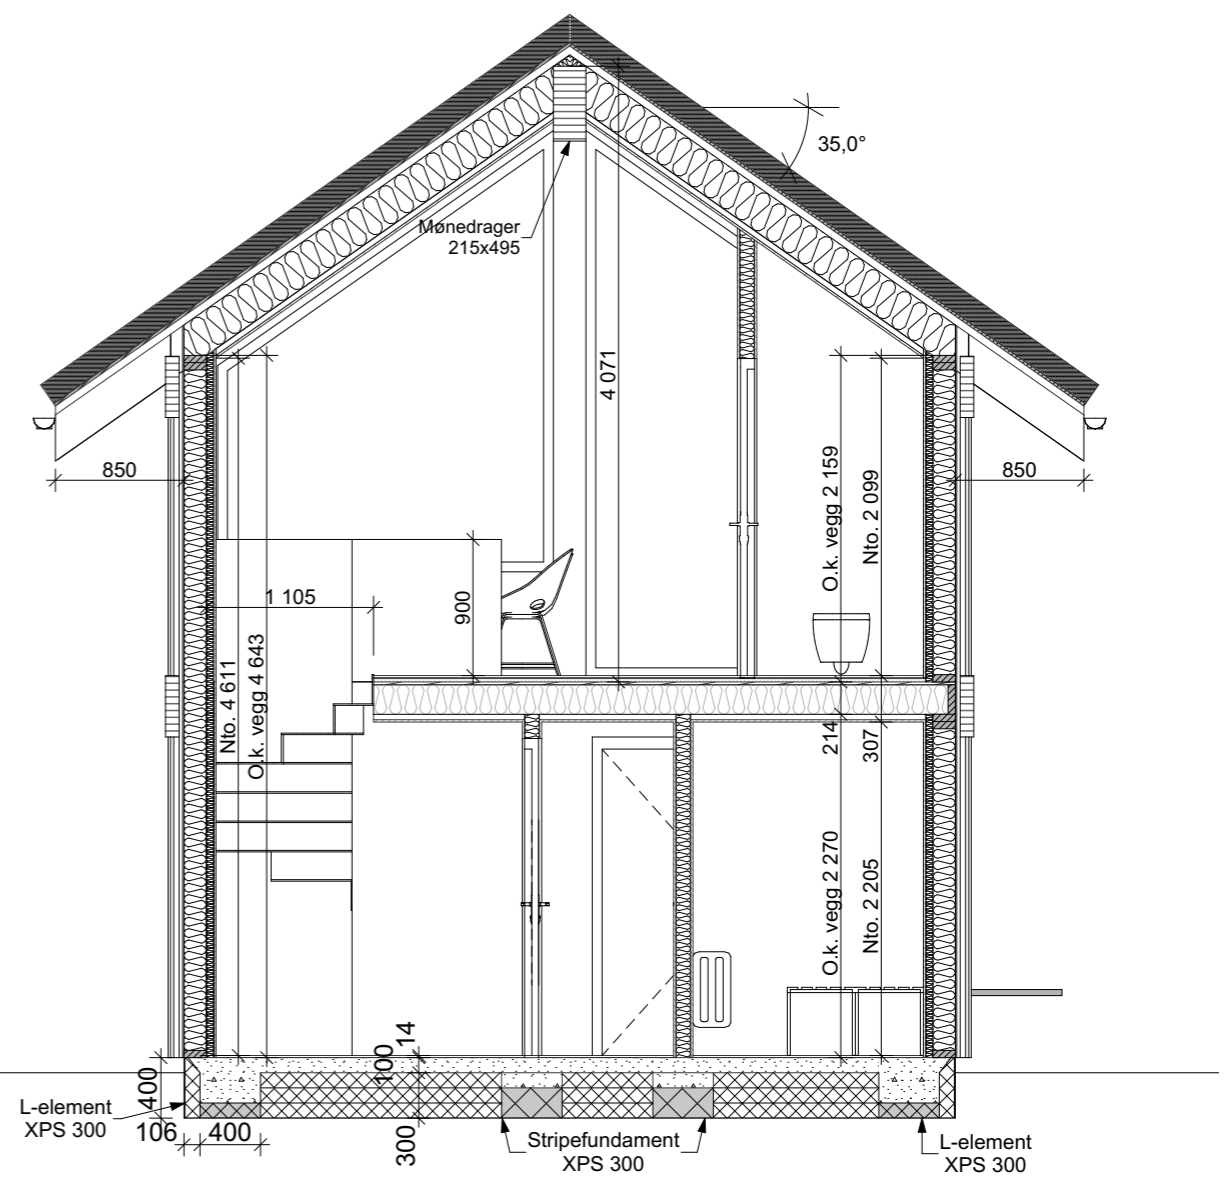 35,0°
Mønedrager
215x495
4 071
850
O.k. vegg 2 159
Nto. 2 099
850
1 105
900
Nto. 4 611
O.k. vegg 4 643
214
307
O.k. vegg 2 270
Nto. 2 205
14
100
400
L-element
XPS 300
106
400
300
Stripefundament
XPS 300
L-element
XPS 300